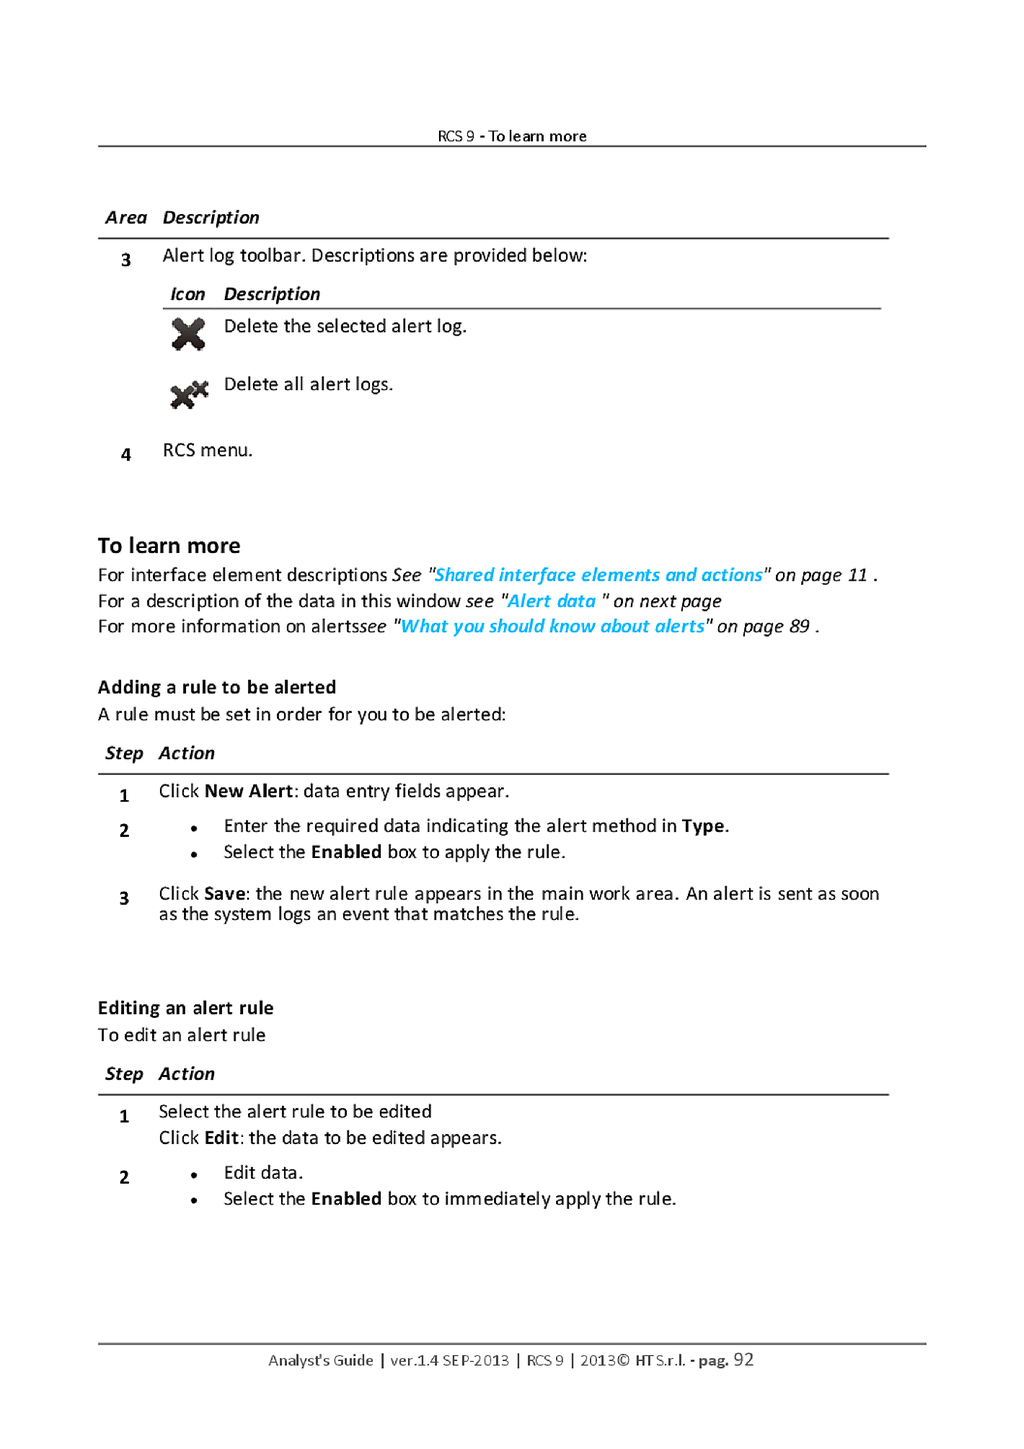 RCS 9 - To learn more
Area Description
3 Alert log toolbar. Descriptions are provided below:
Icon Description
Delete the selected alert log.
Delete all alert logs.
4 RCS menu.
To learn more
For interface element descriptions See "Shared interface elements and actions" on page 11 .
For a description of the data in this window see "Alert data " on next page
For more information on alertssee "What you should know about alerts" on page 89 .
Adding a rule to be alerted
A rule must be set in order for you to be alerted:
Step Action
1 Click New Alert: data entry fields appear.
2 • Enter the required data indicating the alert method in Type.
• Select the Enabled box to apply the rule.
3 Click Save: the new alert rule appears in the main work area. An alert is sent as soon
as the system logs an event that matches the rule.
Editing an alert rule
To edit an alert rule
Step Action
1 Select the alert rule to be edited
Click Edit: the data to be edited appears.
2 • Edit data.
• Select the Enabled box to immediately apply the rule.
Analyst's Guide | ver.1.4 SEP-2013 | RCS 9 | 2013© HT S.r.l. - pag. 92